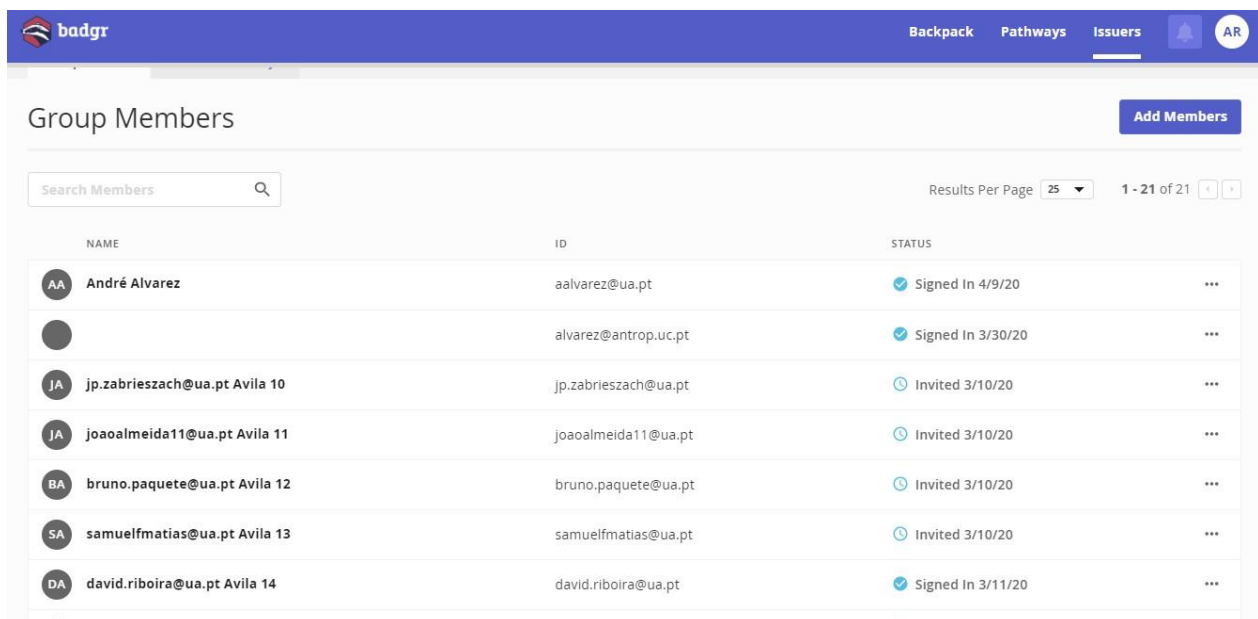 badgr Backpack Pathways Issuers AR
Group Members Add Members
Search Members Results Per Page 25 1 - 21 of 21
NAME ID STATUS
AA André Alvarez aalvarez@ua.pt Signed In 4/9/20 •••
alvarez@antrop.uc.pt Signed In 3/30/20 •••
JA jp.zabrieszach@ua.pt Avila 10 jp.zabrieszach@ua.pt Invited 3/10/20 •••
JA joaoalmeida11@ua.pt Avila 11 joaoalmeida11@ua.pt Invited 3/10/20 •••
BA bruno.paquete@ua.pt Avila 12 bruno.paquete@ua.pt Invited 3/10/20 •••
SA samuelfmatias@ua.pt Avila 13 samuelfmatias@ua.pt Invited 3/10/20 •••
DA david.riboira@ua.pt Avila 14 david.riboira@ua.pt Signed In 3/11/20 •••